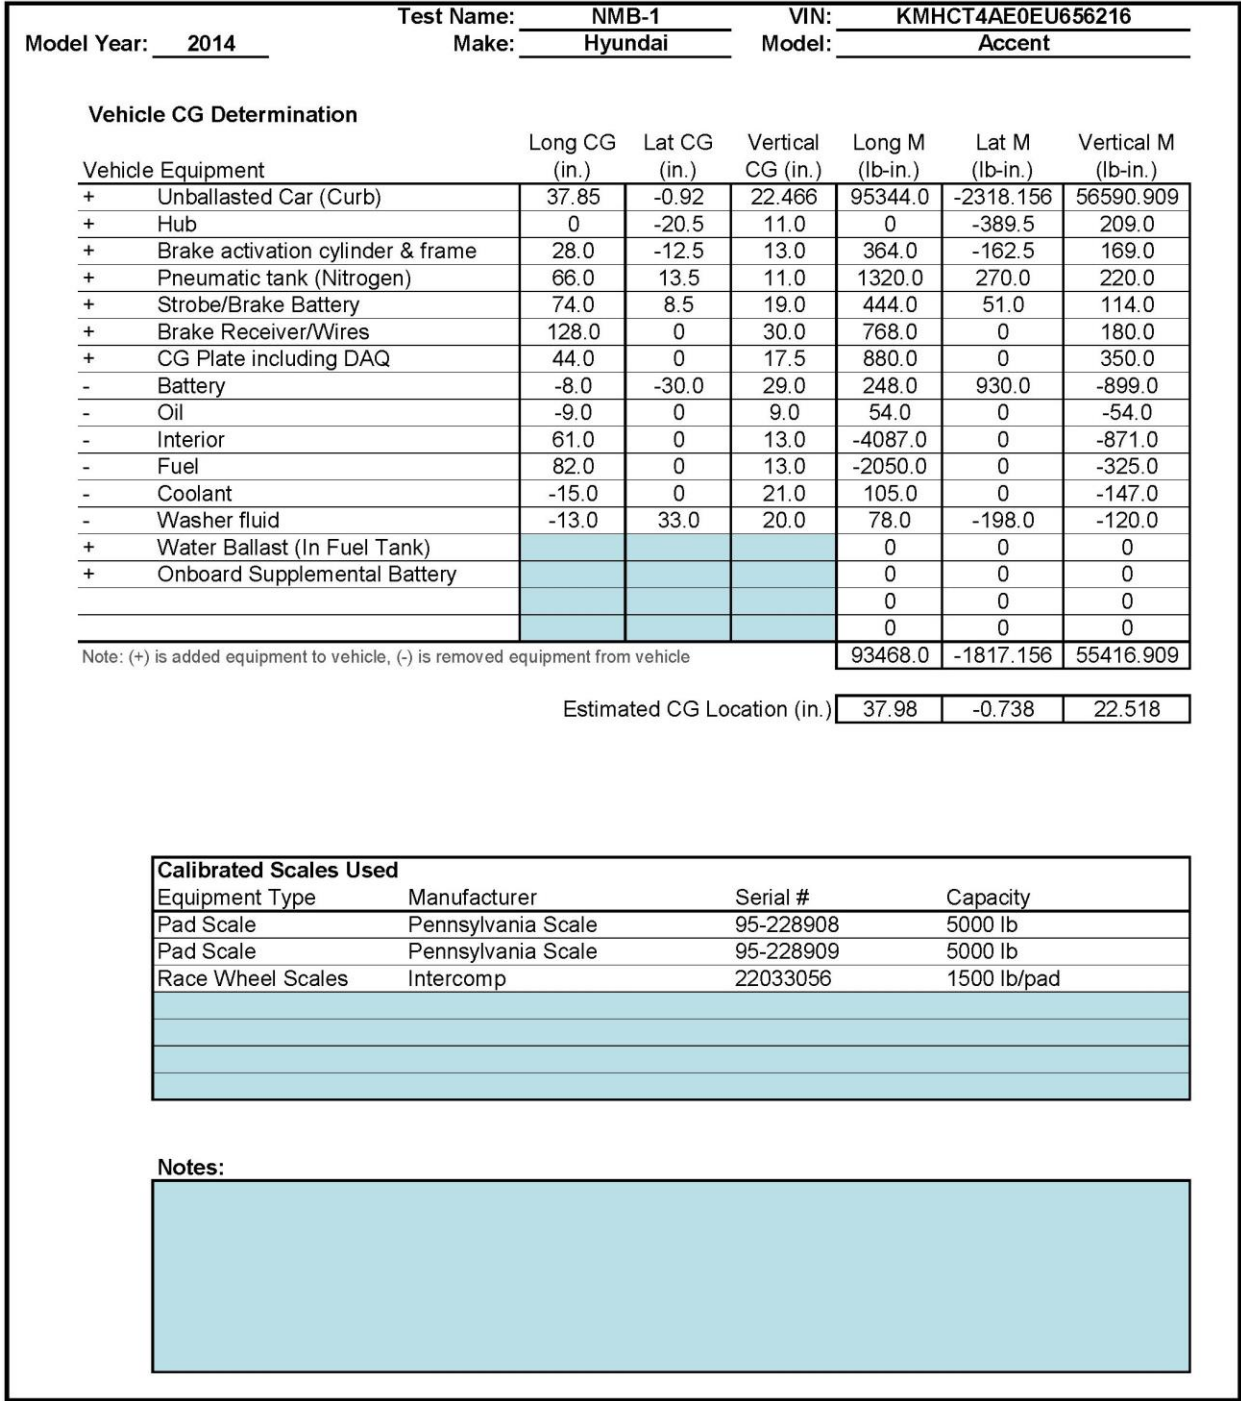 Test Name: NMB-1 VIN: KMHCT4AE0EU656216
Model Year: 2014 Make: Hyundai Model: Accent
Vehicle CG Determination
Long CG Lat CG Vertical Long M Lat M Vertical M
Vehicle Equipment (in.) (in.) CG (in.) (lb-in.) (lb-in.) (lb-in.)
+ Unballasted Car (Curb) 37.85 -0.92 22.466 95344.0 -2318.156 56590.909
+ Hub 0 -20.5 11.0 0 -389.5 209.0
+ Brake activation cylinder & frame 28.0 -12.5 13.0 364.0 -162.5 169.0
+ Pneumatic tank (Nitrogen) 66.0 13.5 11.0 1320.0 270.0 220.0
+ Strobe/Brake Battery 74.0 8.5 19.0 444.0 51.0 114.0
+ Brake Receiver/Wires 128.0 0 30.0 768.0 0 180.0
+ CG Plate including DAQ 44.0 0 17.5 880.0 0 350.0
- Battery -8.0 -30.0 29.0 248.0 930.0 -899.0
- Oil -9.0 0 9.0 54.0 0 -54.0
- Interior 61.0 0 13.0 -4087.0 0 -871.0
- Fuel 82.0 0 13.0 -2050.0 0 -325.0
- Coolant -15.0 0 21.0 105.0 0 -147.0
- Washer fluid -13.0 33.0 20.0 78.0 -198.0 -120.0
+ Water Ballast (In Fuel Tank) 0 0 0
+ Onboard Supplemental Battery 0 0 0
0 0 0
0 0 0
Note: (+) is added equipment to vehicle, (-) is removed equipment from vehicle 93468.0 -1817.156 55416.909
Estimated CG Location (in.) 37.98 -0.738 22.518
Calibrated Scales Used
Equipment Type Manufacturer Serial # Capacity
Pad Scale Pennsylvania Scale 95-228908 5000 lb
Pad Scale Pennsylvania Scale 95-228909 5000 lb
Race Wheel Scales Intercomp 22033056 1500 lb/pad
Notes: